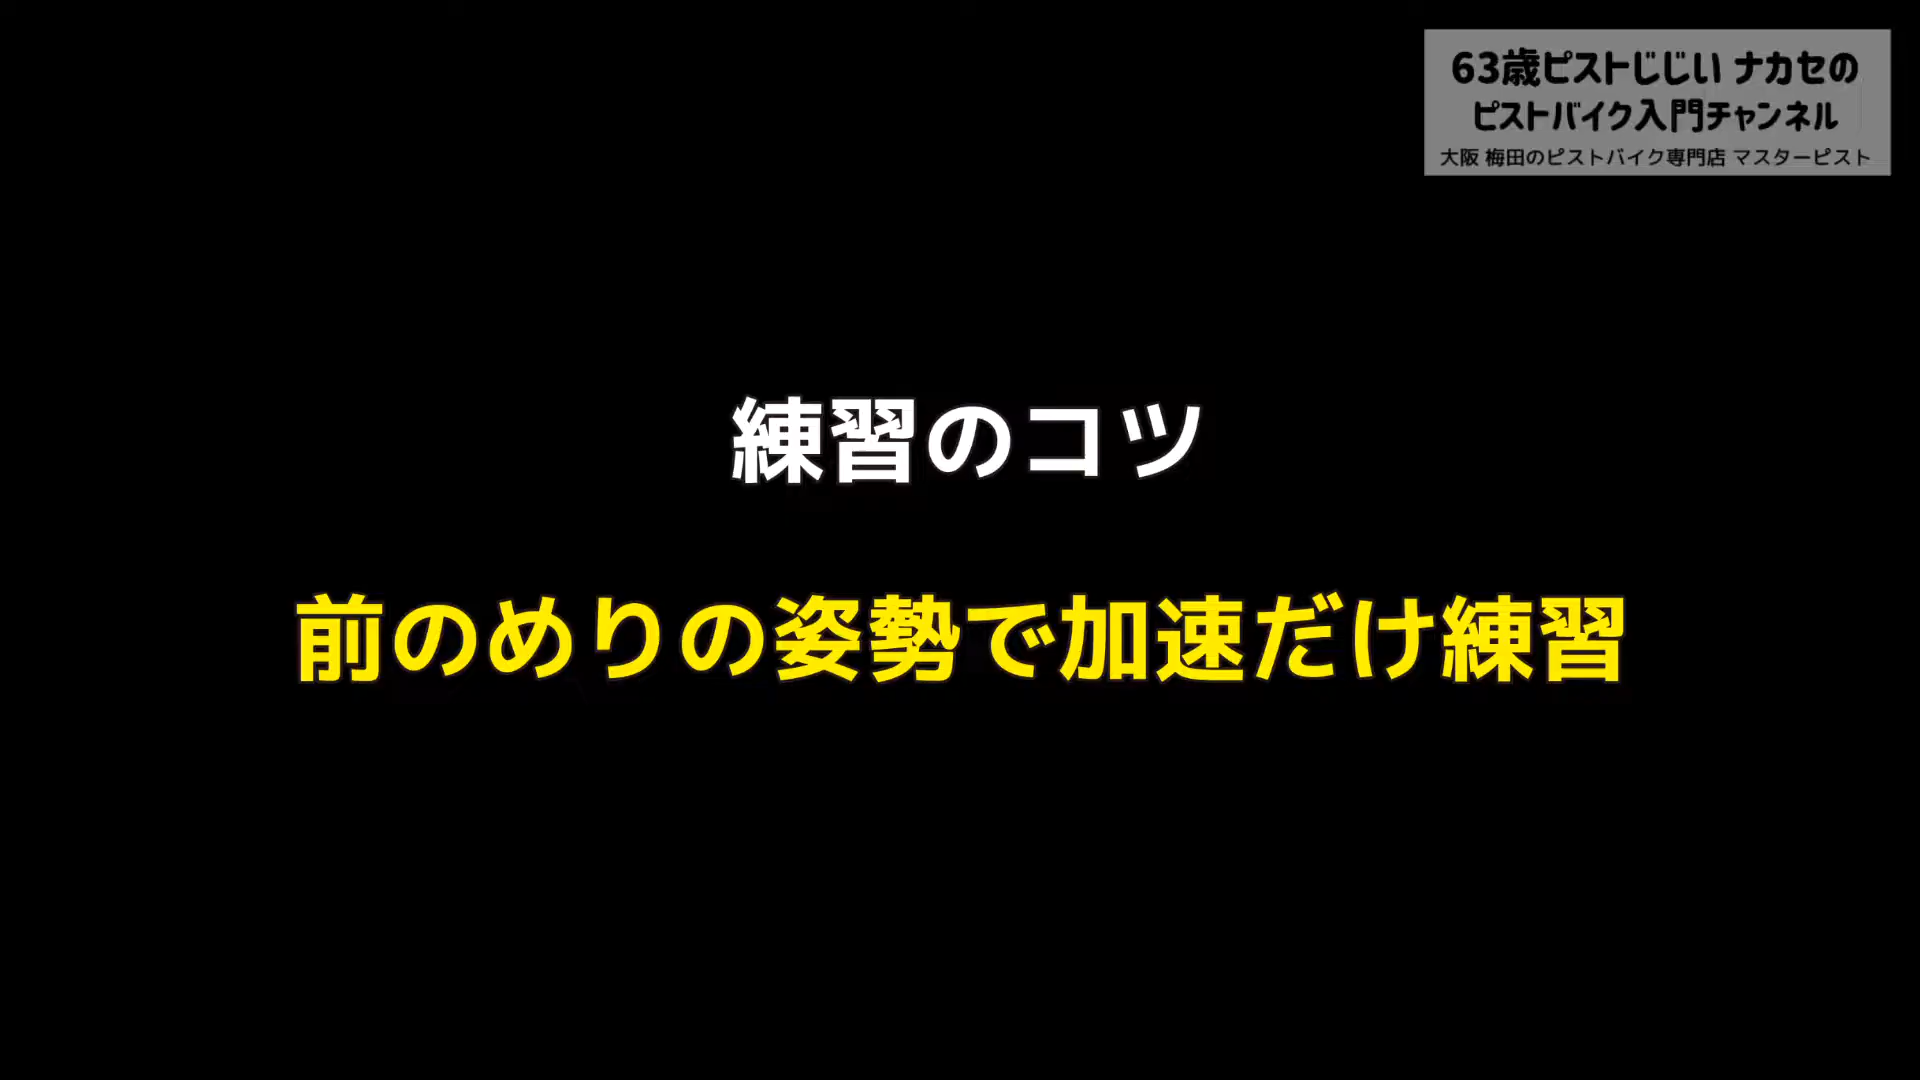 63歳ピストじじい ナカセの
ピストバイク入門チャンネル
大阪 梅田のピストバイク専門店 マスターピスト
練習のコツ
前のめりの姿勢で加速だけ練習